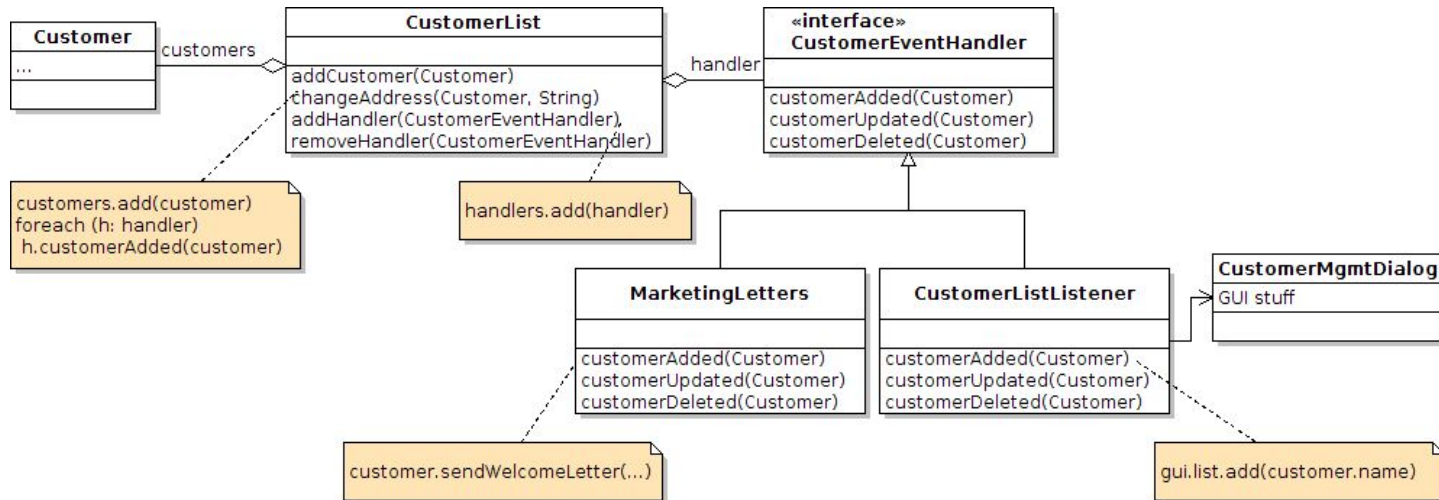 Customer
...
customers
CustomerList
addCustomer(Customer)
changeAddress(Customer, String)
addHandler(CustomerEventHandler)
removeHandler(CustomerEventHandler)
handler
«interface»
CustomerEventHandler
customerAdded(Customer)
customerUpdated(Customer)
customerDeleted(Customer)
customers.add(customer)
foreach (h: handler)
h.customerAdded(customer)
handlers.add(handler)
MarketingLetters
customerAdded(Customer)
customerUpdated(Customer)
customerDeleted(Customer)
CustomerListListener
customerAdded(Customer)
customerUpdated(Customer)
customerDeleted(Customer)
CustomerMgmtDialog
GUI stuff
customer.sendWelcomeLetter(...)
gui.list.add(customer.name)